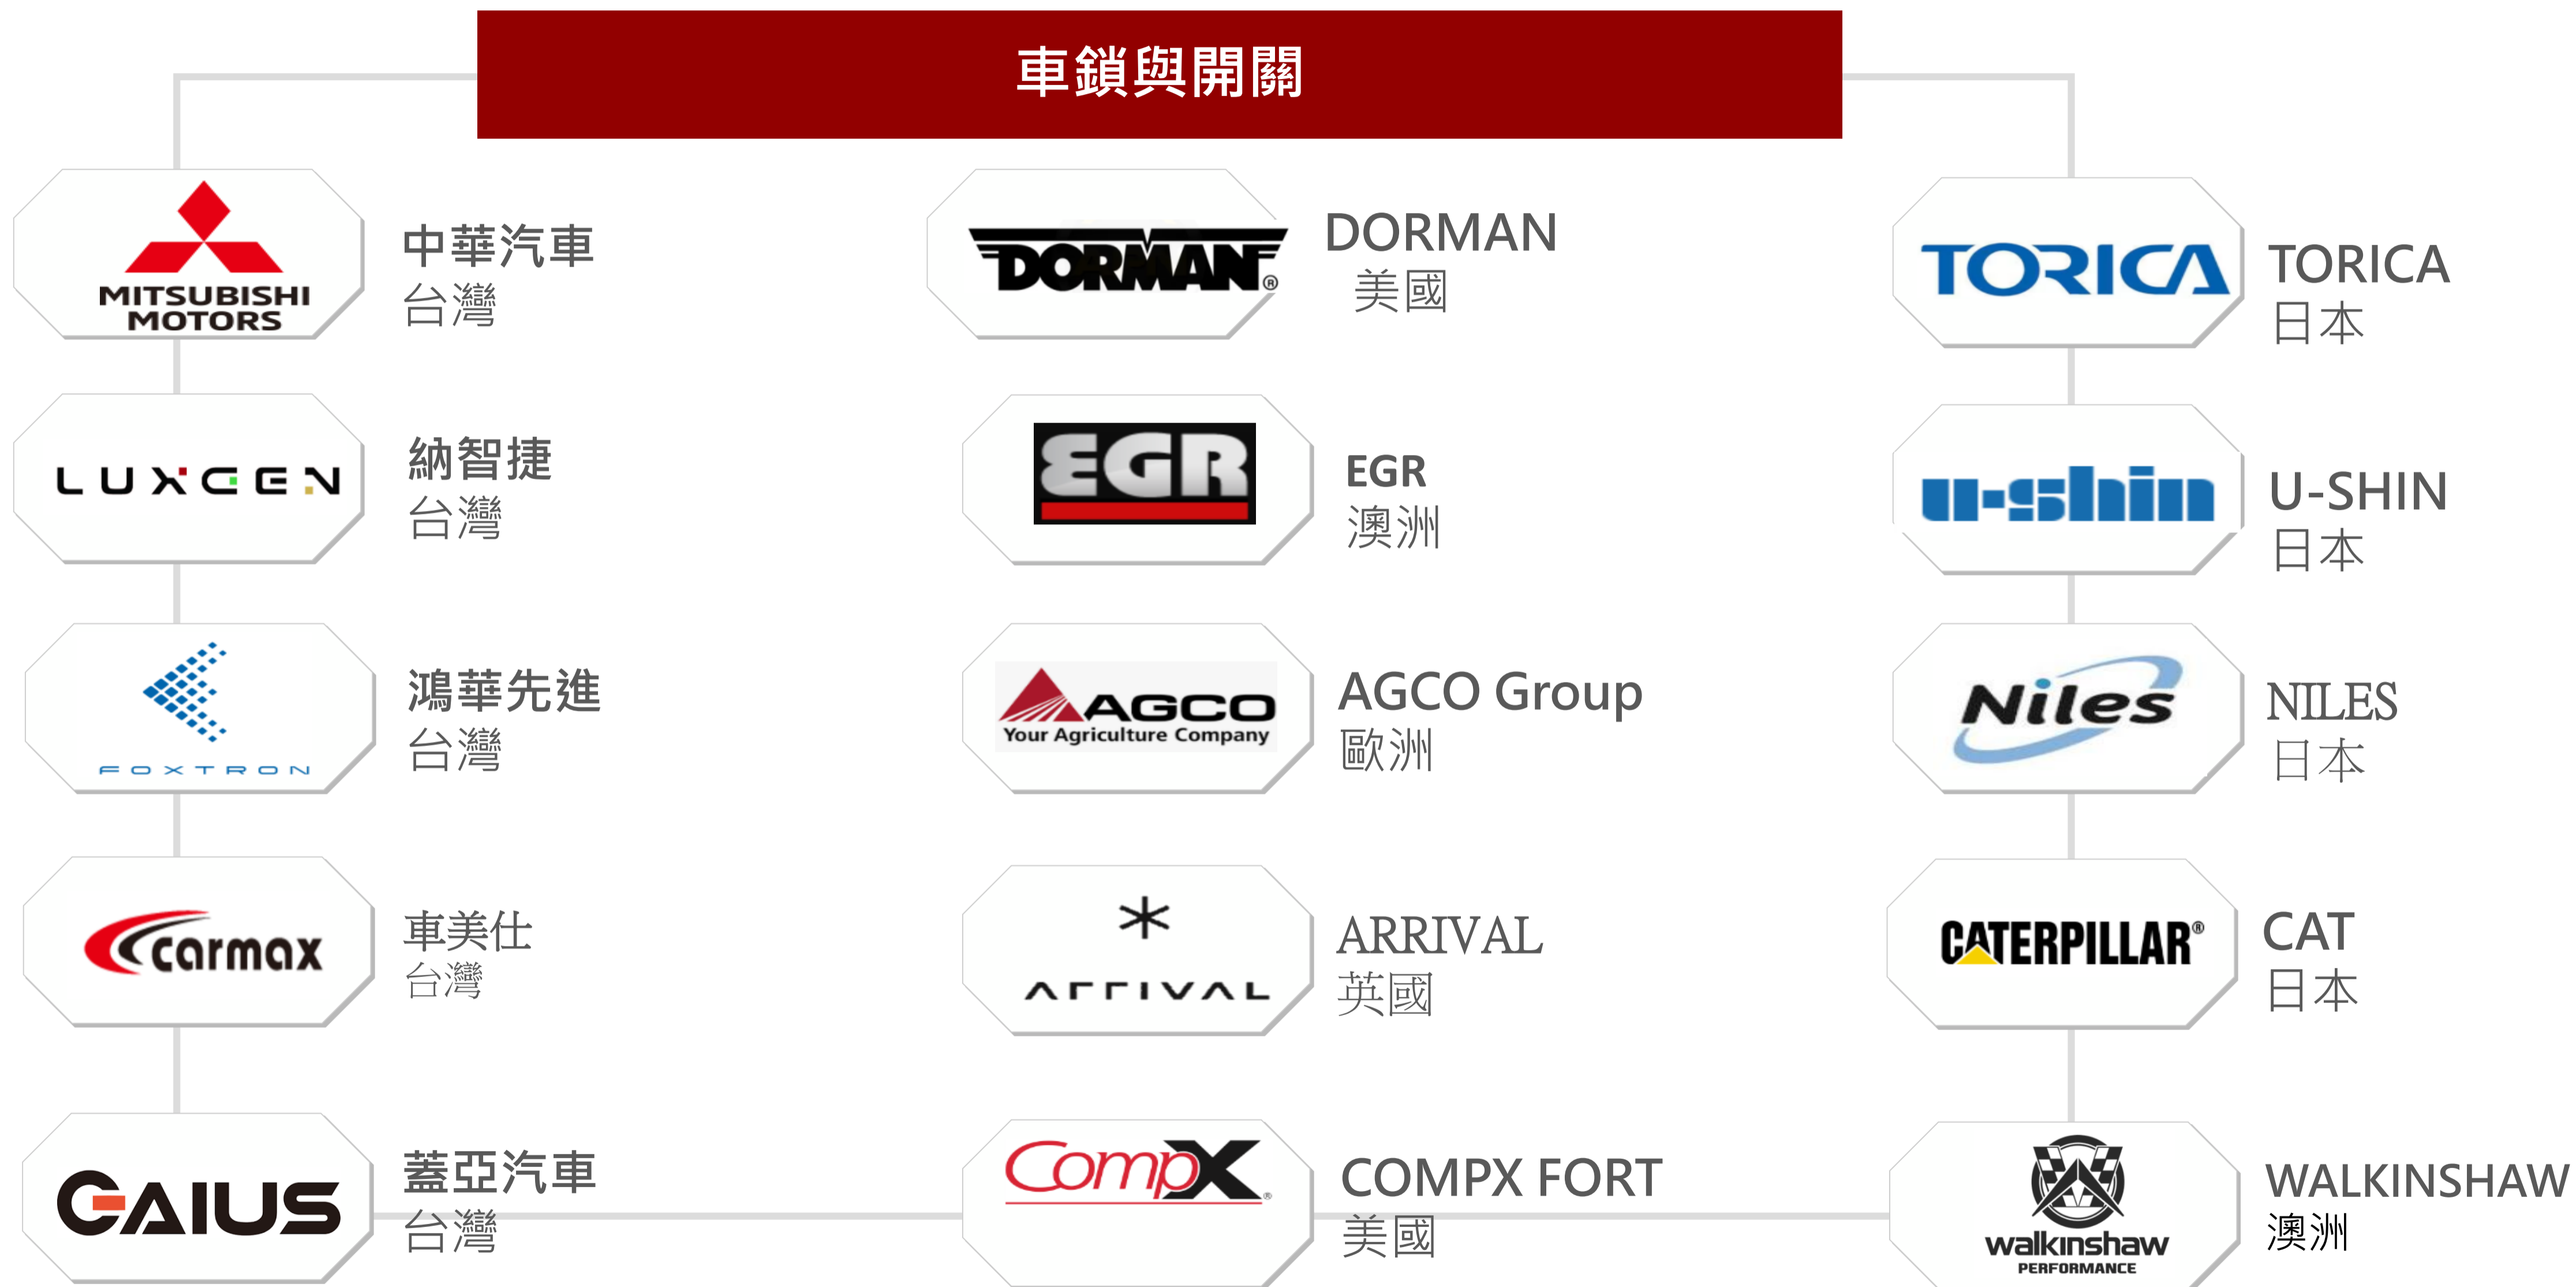 車鎖與開關
MITSUBISHI
MOTORS
中華汽車
台灣
LUXGEN
納智捷
台灣
FOXTRON
鴻華先進
台灣
carmax
車美仕
台灣
GAIUS
蓋亞汽車
台灣
DORMAN®
DORMAN
美國
EGR
EGR
澳洲
AGCO
Your Agriculture Company
AGCO Group
歐洲
ARRIVAL
ARRIVAL
英國
CompX®
COMPX FORT
美國
TORICA
TORICA
日本
u-shin
U-SHIN
日本
Niles
NILES
日本
CATERPILLAR®
CAT
日本
walkinshaw
PERFORMANCE
WALKINSHAW
澳洲